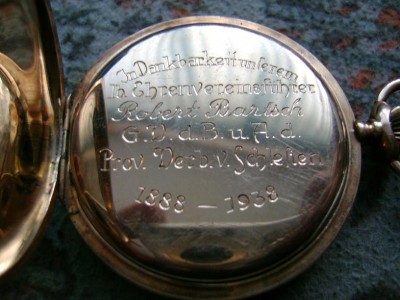 In Dankbarkeit unserem
Ehrenvereinsführer
Robert Bartsch
G.V.d.B.u.A.d.
Prov. Verb. v. Schlesien
1888 – 1938